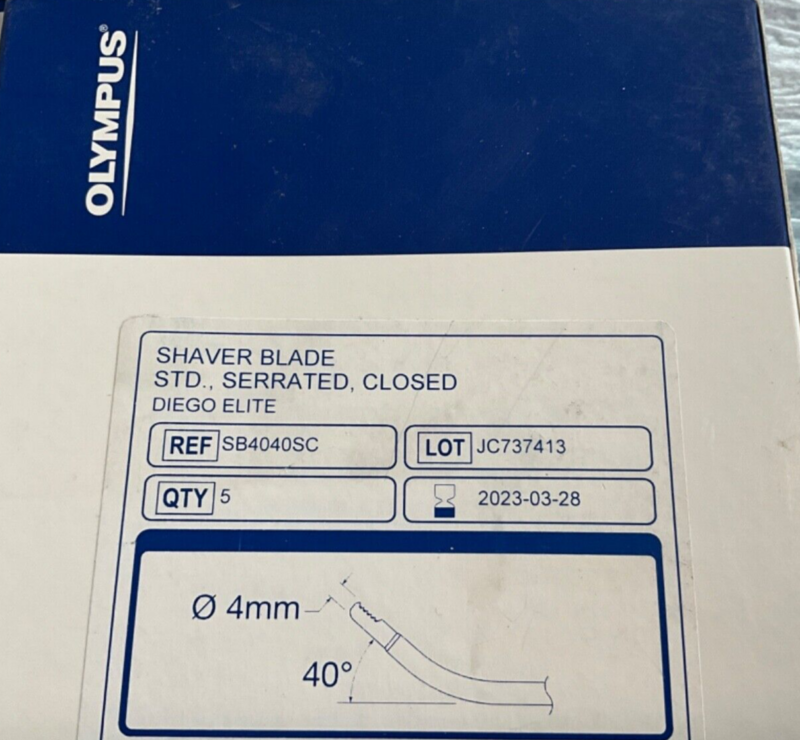 OLYMPUS®
SHAVER BLADE
STD., SERRATED, CLOSED
DIEGO ELITE
REF SB4040SC
LOT JC737413
QTY 5
2023-03-28
Ø 4mm
40°